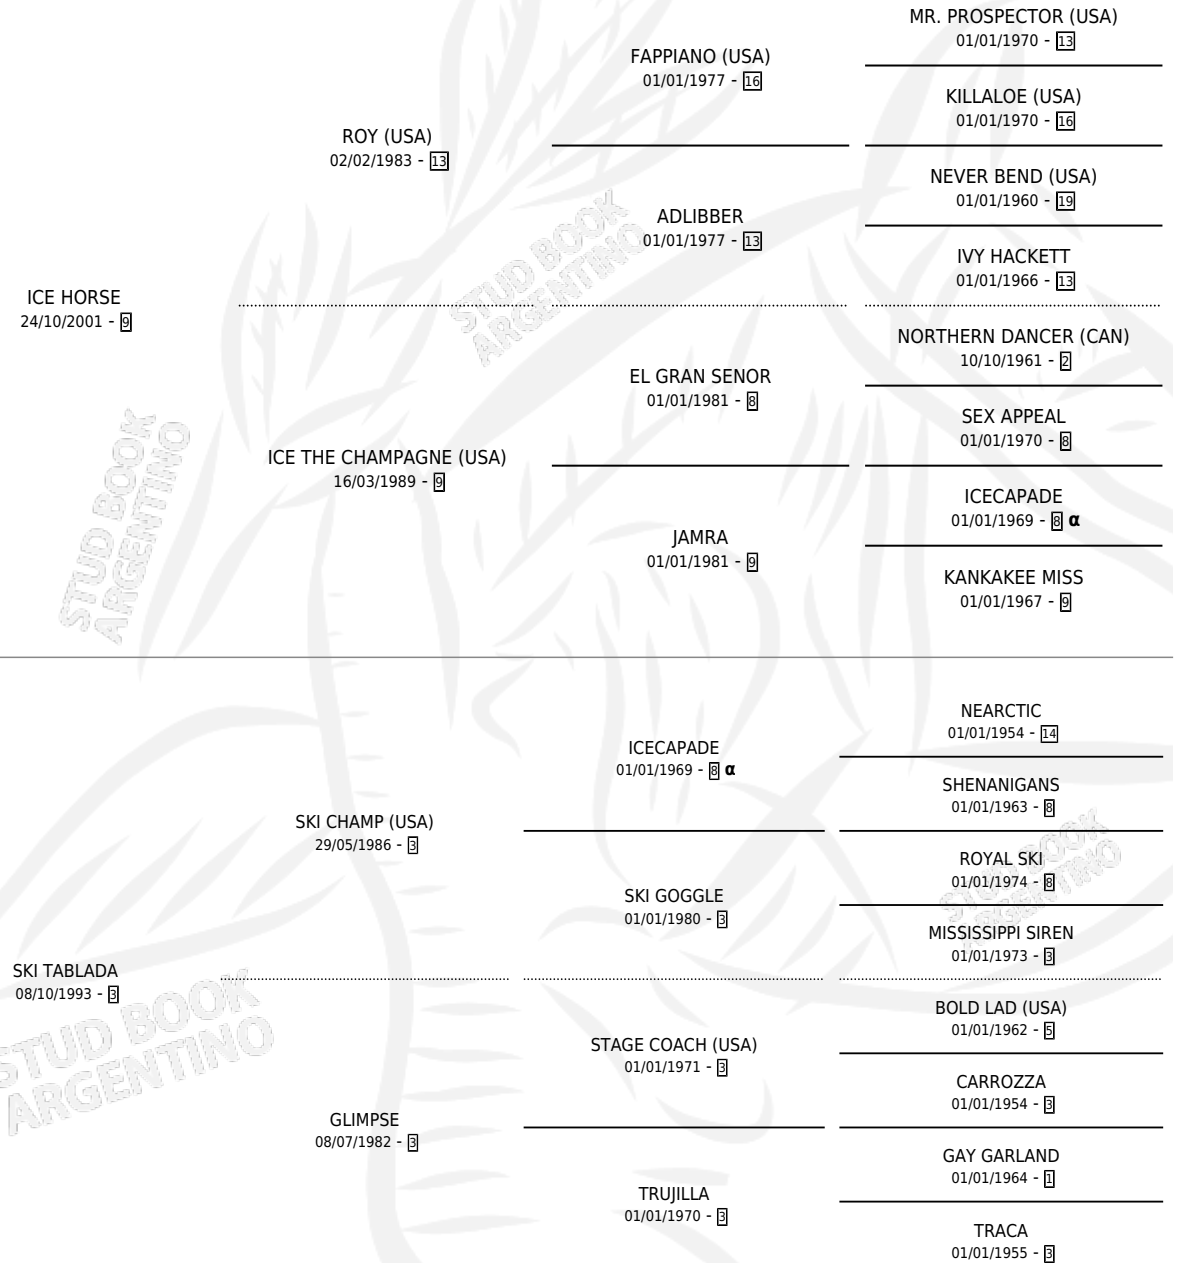 MR. PROSPECTOR (USA)
01/01/1970 - 13
FAPPIANO (USA)
01/01/1977 - 16
KILLALOE (USA)
01/01/1970 - 16
ROY (USA)
02/02/1983 - 13
NEVER BEND (USA)
01/01/1960 - 19
ADLIBBER
01/01/1977 - 13
IVY HACKETT
01/01/1966 - 13
ICE HORSE
24/10/2001 - 9
NORTHERN DANCER (CAN)
10/10/1961 - 2
EL GRAN SENOR
01/01/1981 - 8
SEX APPEAL
01/01/1970 - 8
ICE THE CHAMPAGNE (USA)
16/03/1989 - 9
ICECAPADE
01/01/1969 - 8 α
JAMRA
01/01/1981 - 9
KANKAKEE MISS
01/01/1967 - 9
NEARCTIC
01/01/1954 - 14
ICECAPADE
01/01/1969 - 8 α
SHENANIGANS
01/01/1963 - 8
SKI CHAMP (USA)
29/05/1986 - 3
ROYAL SKI
01/01/1974 - 8
SKI GOGGLE
01/01/1980 - 3
MISSISSIPPI SIREN
01/01/1973 - 3
SKI TABLADA
08/10/1993 - 3
BOLD LAD (USA)
01/01/1962 - 5
STAGE COACH (USA)
01/01/1971 - 3
CARROZZA
01/01/1954 - 3
GLIMPSE
08/07/1982 - 3
GAY GARLAND
01/01/1964 - 1
TRUJILLA
01/01/1970 - 3
TRACA
01/01/1955 - 3
STUD BOOK
ARGENTINO
STUD BOOK
ARGENTINO
STUD BOOK
ARGENTINO
STUD BOOK
ARGENTINO